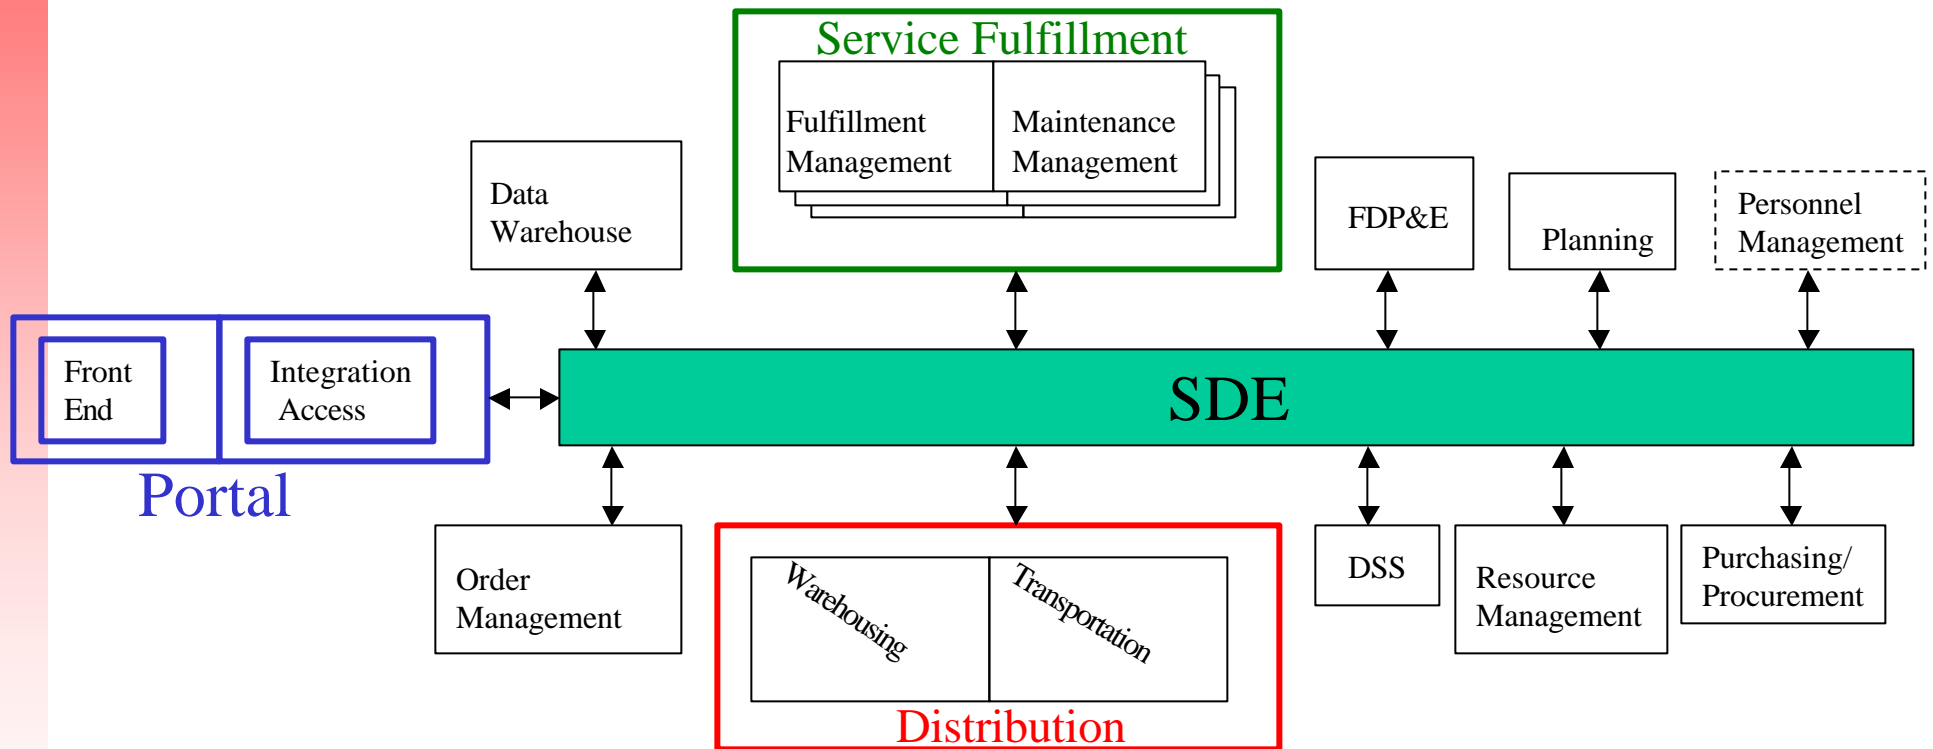 Service Fulfillment
Fulfillment
Management
Maintenance
Management
Data
Warehouse
FDP&E
Planning
Personnel
Management
Front
End
Integration
Access
Portal
SDE
Order
Management
Warehousing
Transportation
Distribution
DSS
Resource
Management
Purchasing/
Procurement